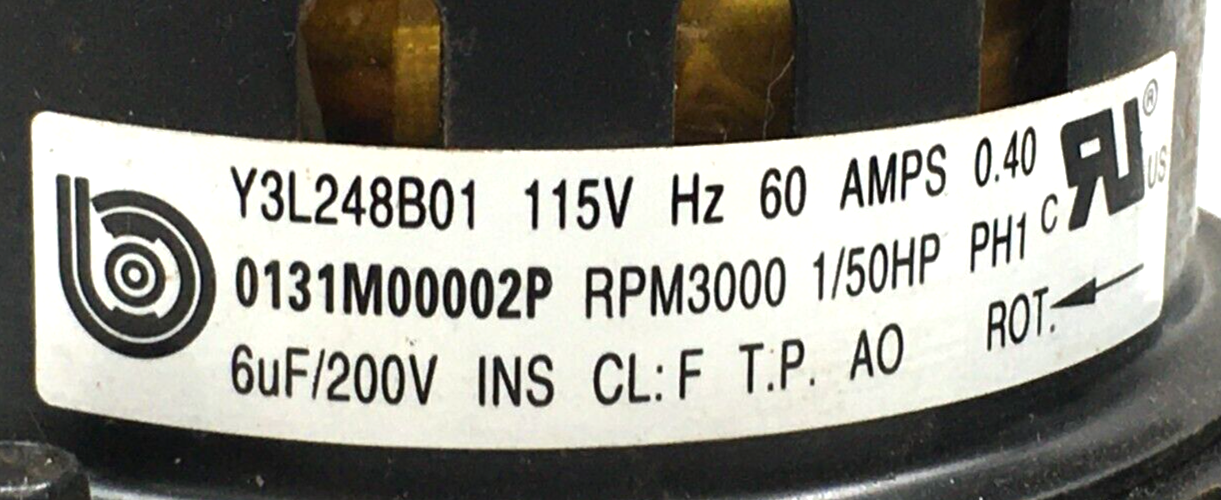 Y3L248B01 115V Hz 60 AMPS 0.40
0131M00002P RPM3000 1/50HP PH1
6uF/200V INS CL: F T.P. AO ROT.
C RU ® US